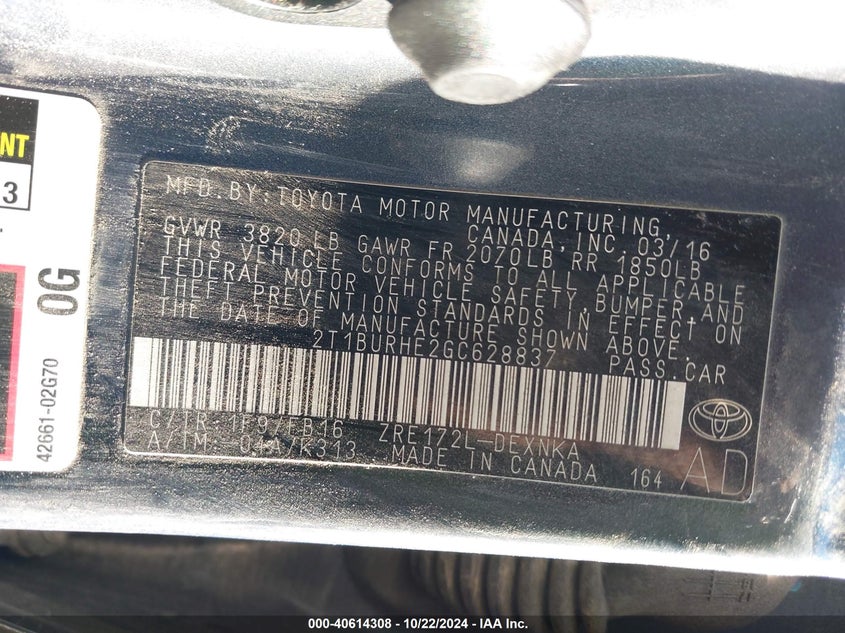 NT
3
0G
42661-02G70
MFD.BY:TOYOTA MOTOR MANUFACTURING,
CANADA,INC. 03/16
GVWR 3820 LB GAWR FR 2070LB RR 1850LB
THIS VEHICLE CONFORMS TO ALL APPLICABLE
FEDERAL MOTOR VEHICLE SAFETY,BUMPER,AND
THEFT PREVENTION STANDARDS IN EFFECT ON
THE DATE OF MANUFACTURE SHOWN ABOVE.
2T1BURHE2GC628837 PASS.CAR
C/TR: 1F9/FB16 ZRE172L-DEXNKA
A/TM: /K313 MADE IN CANADA 164
AD
000-40614308 - 10/22/2024 - IAA, Inc.